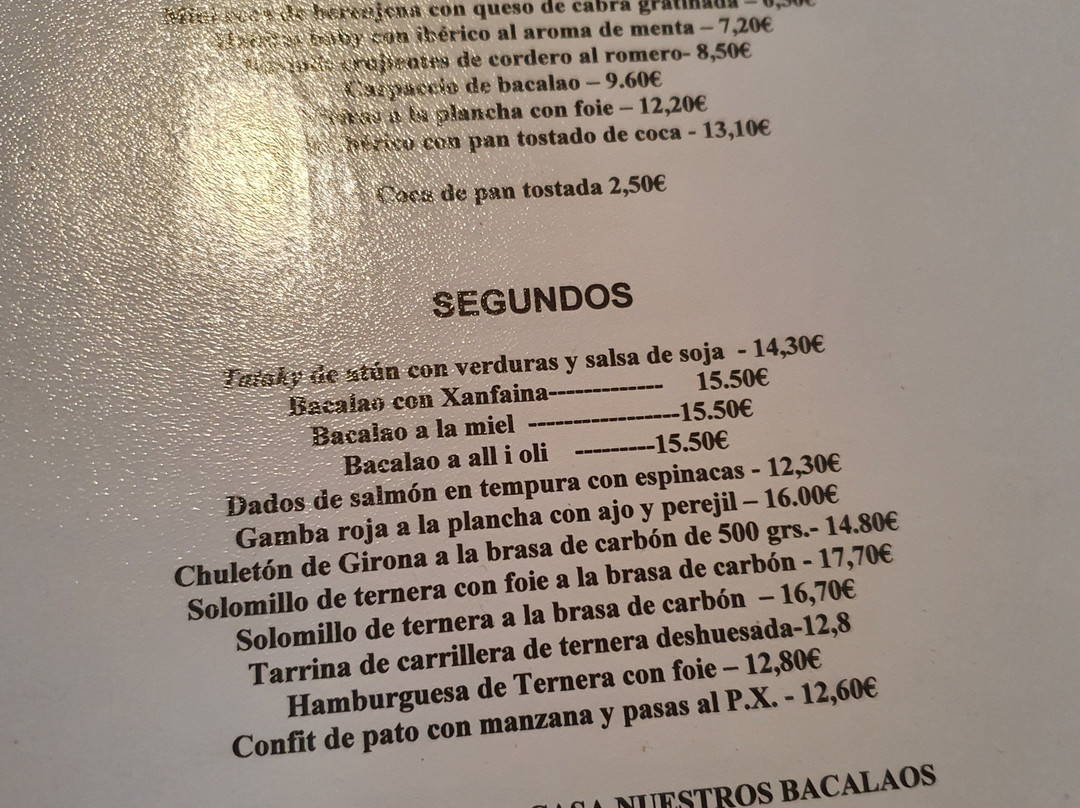 de berenjena con queso de cabra gratinada –
baby con ibérico al aroma de menta – 7,20€
crujientes de cordero al romero- 8,50€
Carpaccio de bacalao – 9.60€
a la plancha con foie – 12,20€
ibérico con pan tostado de coca - 13,10€
Coca de pan tostada 2,50€
SEGUNDOS
Tataky de atún con verduras y salsa de soja - 14,30€
Bacalao con Xanfaina------------- 15.50€
Bacalao a la miel -----------------15.50€
Bacalao a all i oli ---------15.50€
Dados de salmón en tempura con espinacas - 12,30€
Gamba roja a la plancha con ajo y perejil – 16.00€
Chuletón de Girona a la brasa de carbón de 500 grs.- 14.80€
Solomillo de ternera con foie a la brasa de carbón - 17,70€
Solomillo de ternera a la brasa de carbón – 16,70€
Tarrina de carrillera de ternera deshuesada-12,8
Hamburguesa de Ternera con foie – 12,80€
Confit de pato con manzana y pasas al P.X. - 12,60€
NUESTROS BACALAOS